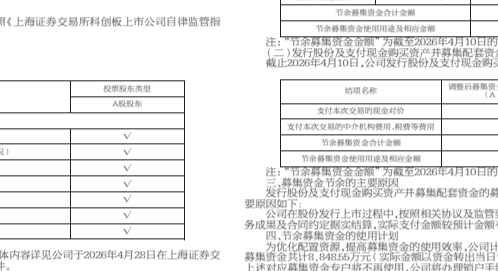 照《上海证券交易所科创板上市公司自律监管指
投票股东类型
A股股东
√
√
√
√
√
√
√
体内容详见公司于2026年4月28日在上海证券交
件。
节余募集资金合计金额
节余募集资金使用用途及相应金额
注："节余募集资金金额"为截至2026年4月10日的
(二)发行股份及支付现金购买资产并募集配套资金
截止2026年4月10日,公司发行股份及支付现金购买
结项名称
调整后募集资金
(A
支付本次交易的现金对价
支付本次交易的中介机构费用、税费等费用
节余募集资金合计金额
节余募集资金使用用途及相应金额
注："节余募集资金金额"为截至2026年4月10日的
三、募集资金节余的主要原因
发行股份及支付现金购买资产并募集配套资金的募
要原因如下:
公司在股份发行上市过程中,按照相关协议及监管要
务成果及合同约定据实结算,实际支付金额较预计金额
四、节余募集资金的使用计划
为优化配置资源,提高募集资金的使用效率,公司计
募集资金共计8,848.56万元(实际金额以资金转出当日
上述对应募集资金专户将不再使用,公司将办理销户手续